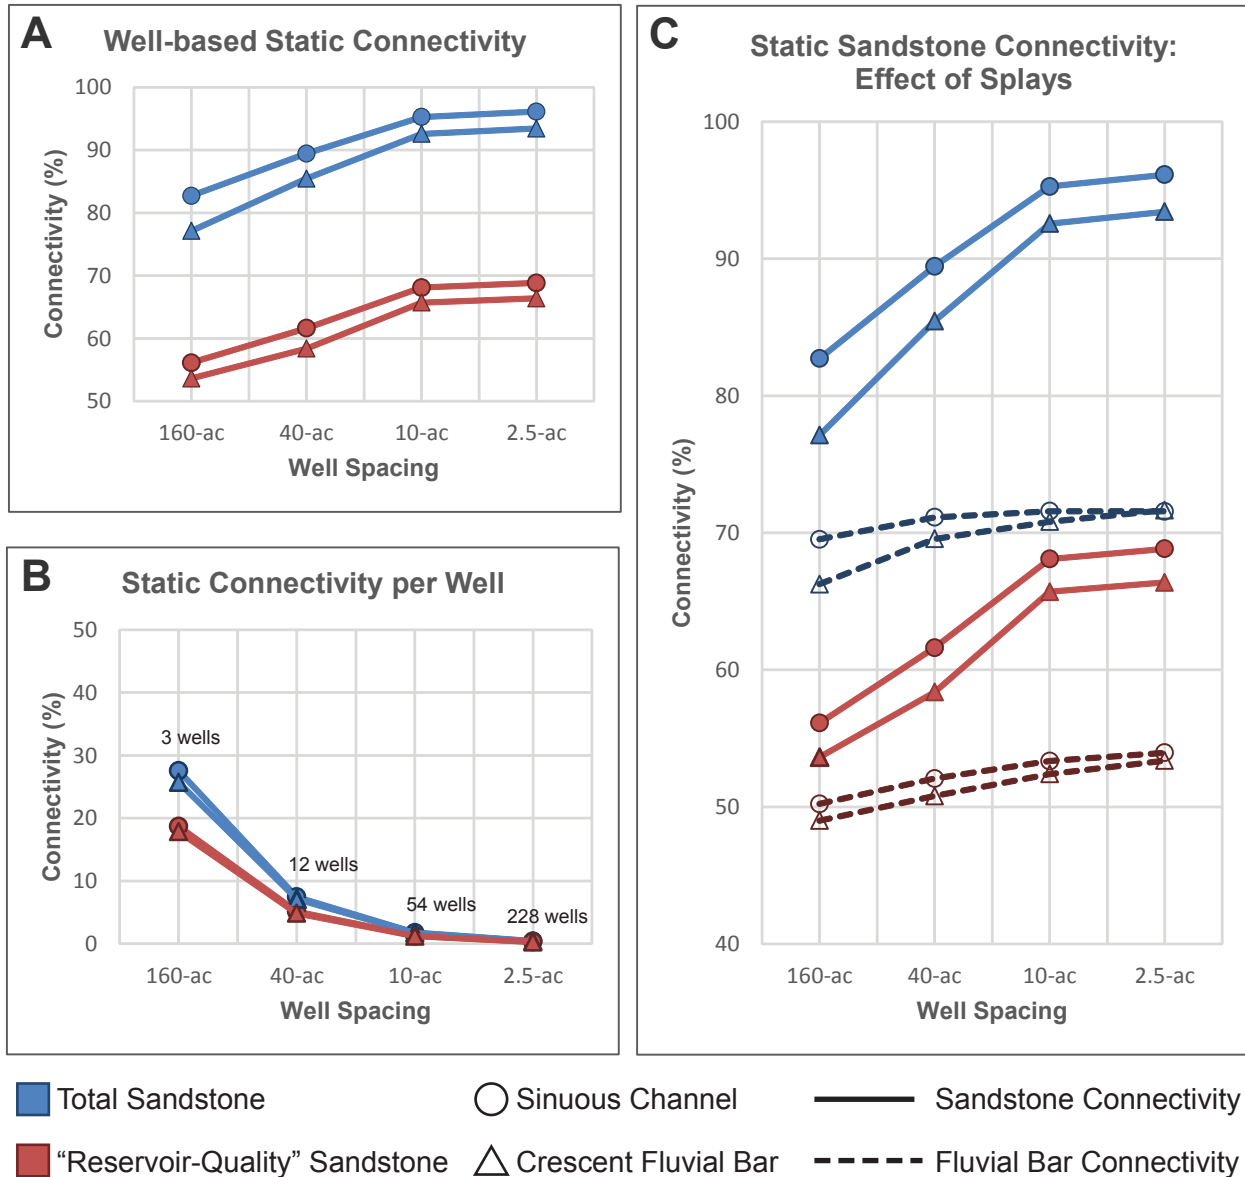 A
Well-based Static Connectivity
Connectivity (%)
100
90
80
70
60
50
160-ac
40-ac
10-ac
2.5-ac
Well Spacing
B
Static Connectivity per Well
Connectivity (%)
50
40
30
20
10
0
3 wells
12 wells
54 wells
228 wells
160-ac
40-ac
10-ac
2.5-ac
Well Spacing
C
Static Sandstone Connectivity:
Effect of Splays
Connectivity (%)
100
90
80
70
60
50
40
160-ac
40-ac
10-ac
2.5-ac
Well Spacing
Total Sandstone
Sinuous Channel
Sandstone Connectivity
“Reservoir-Quality” Sandstone
Crescent Fluvial Bar
Fluvial Bar Connectivity